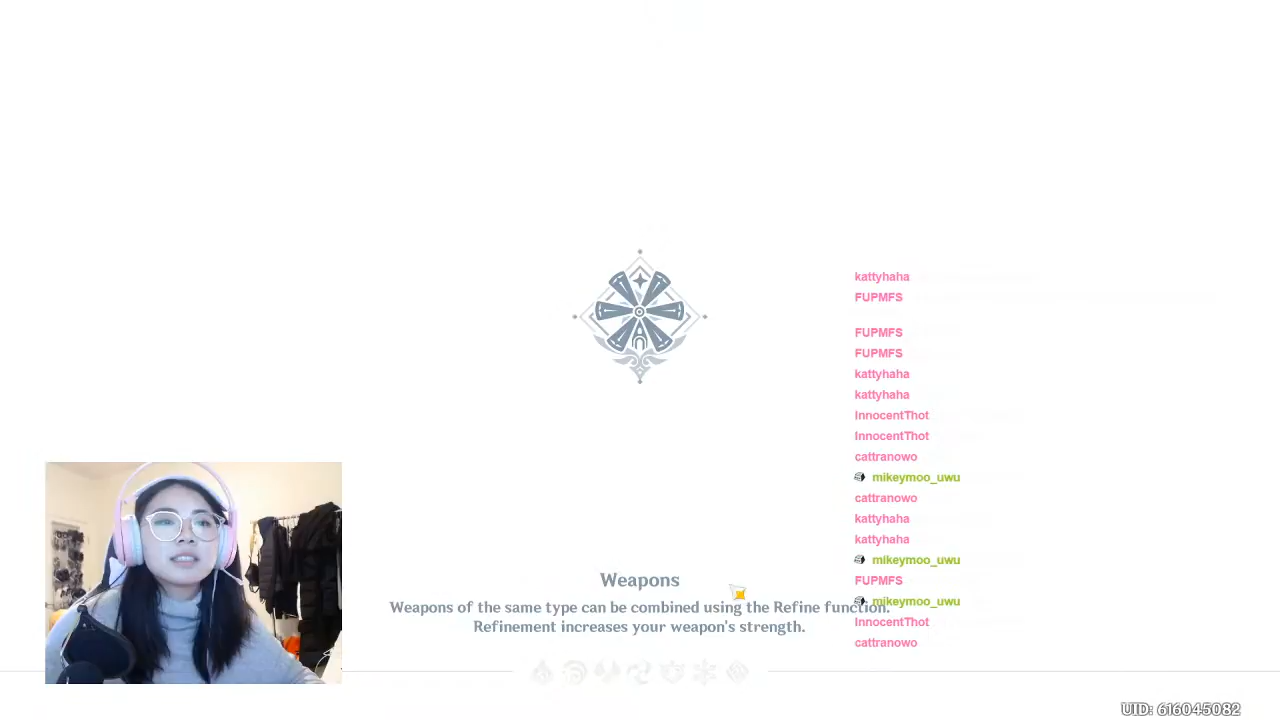 kattyhaha
FUPMFS
FUPMFS
FUPMFS
kattyhaha
kattyhaha
InnocentThot
InnocentThot
cattranowo
mikeymoo_uwu
cattranowo
kattyhaha
kattyhaha
mikeymoo_uwu
FUPMFS
mikeymoo_uwu
InnocentThot
cattranowo
Weapons
Weapons of the same type can be combined using the Refine function.
Refinement increases your weapon's strength.
UID: 616045082